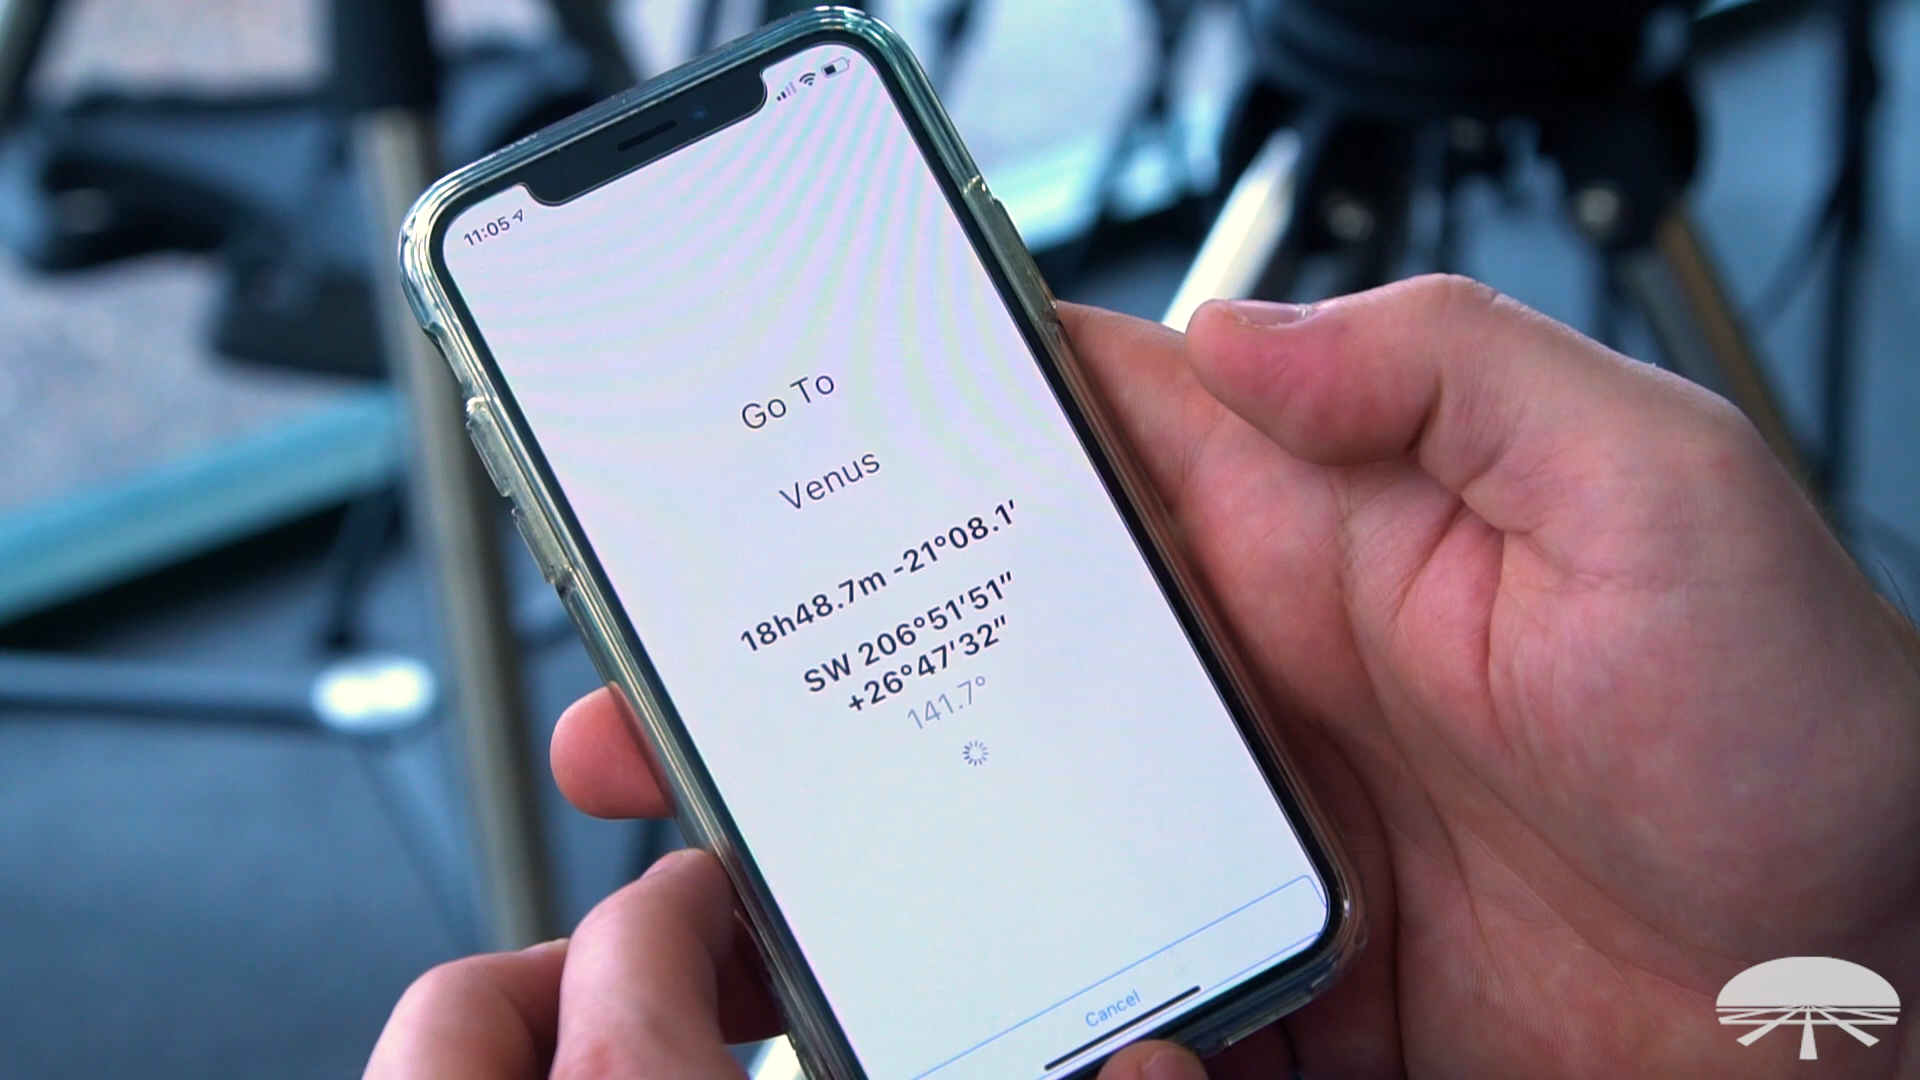 11:05
Go To
Venus
18h48.7m -21°08.1'
SW 206°51'51"
+26°47'32"
141.7°
Cancel